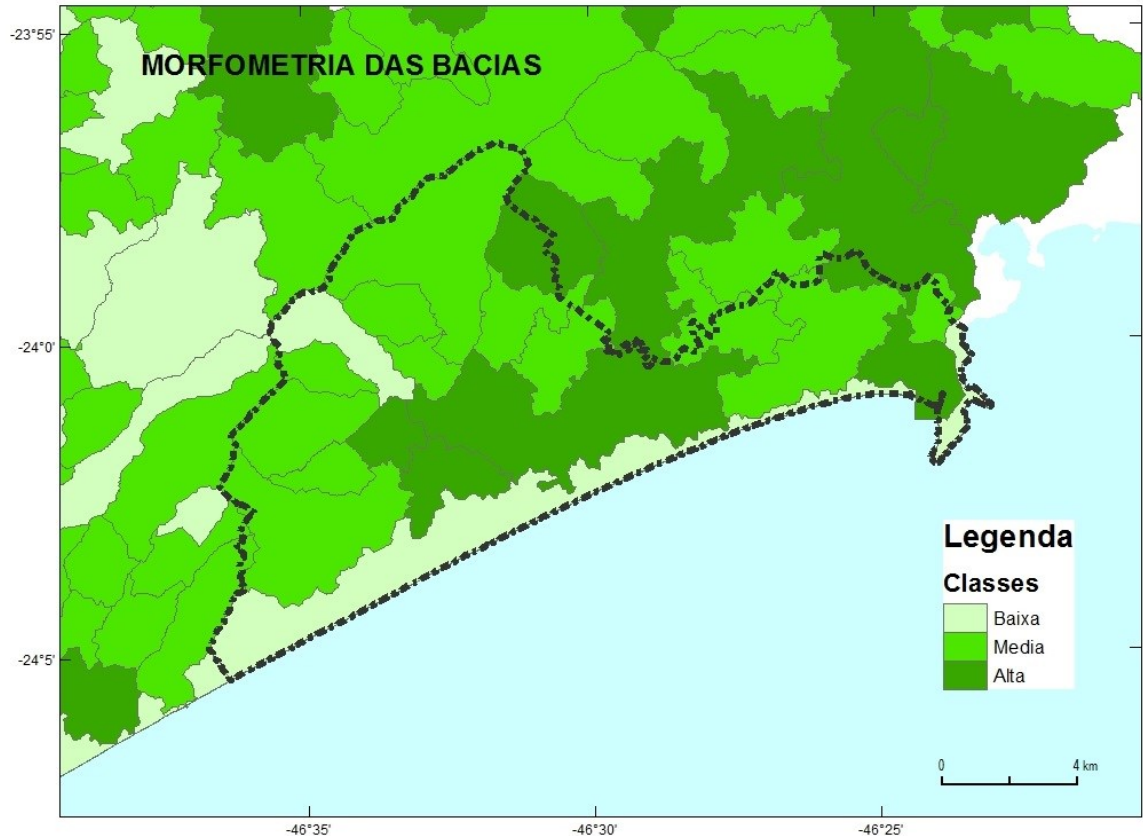 -23°55'
MORFOMETRIA DAS BACIAS
-24°0'
-24°5'
Legenda
Classes
Baixa
Media
Alta
0 4 km
-46°35' -46°30' -46°25'